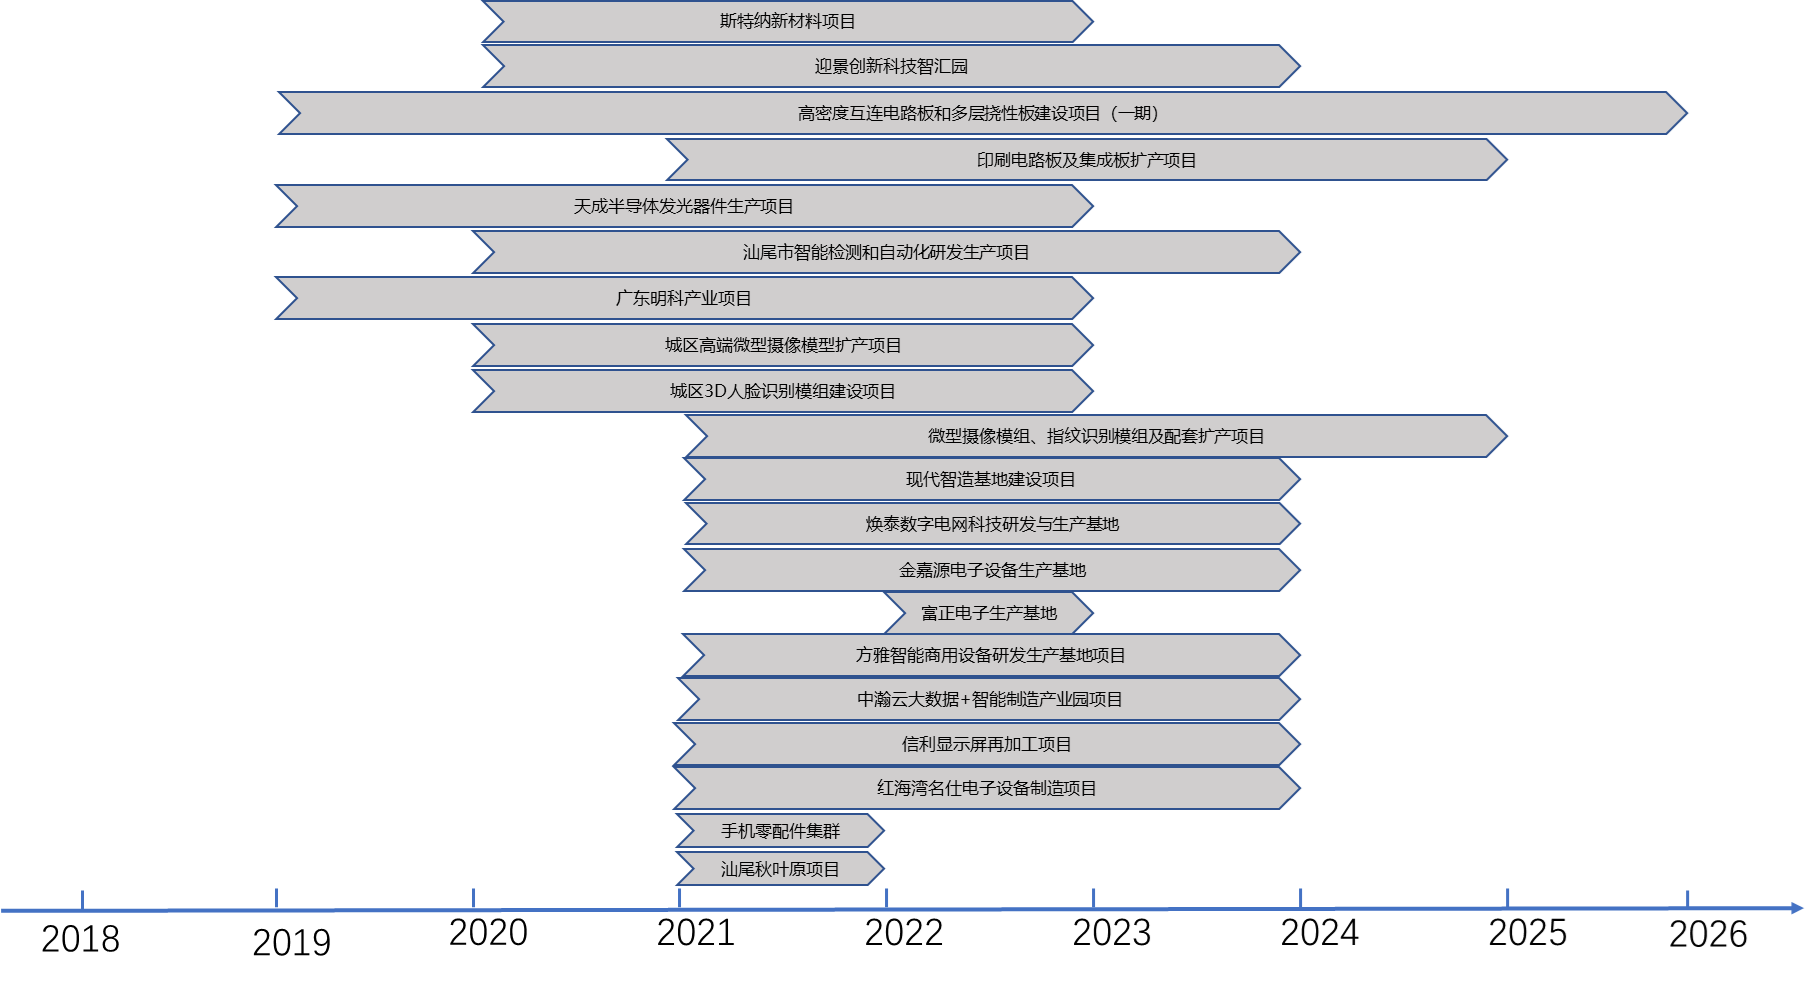 斯特纳新材料项目
迎景创新科技智汇园
高密度互连电路板和多层挠性板建设项目（一期）
印刷电路板及集成板扩产项目
天成半导体发光器件生产项目
汕尾市智能检测和自动化研发生产项目
广东明科产业项目
城区高端微型摄像模型扩产项目
城区3D人脸识别模组建设项目
微型摄像模组、指纹识别模组及配套扩产项目
现代智造基地建设项目
焕泰数字电网科技研发与生产基地
金嘉源电子设备生产基地
富正电子生产基地
方雅智能商用设备研发生产基地项目
中瀚云大数据+智能制造产业园项目
信利显示屏再加工项目
红海湾名仕电子设备制造项目
手机零配件集群
汕尾秋叶原项目
2018 2019 2020 2021 2022 2023 2024 2025 2026